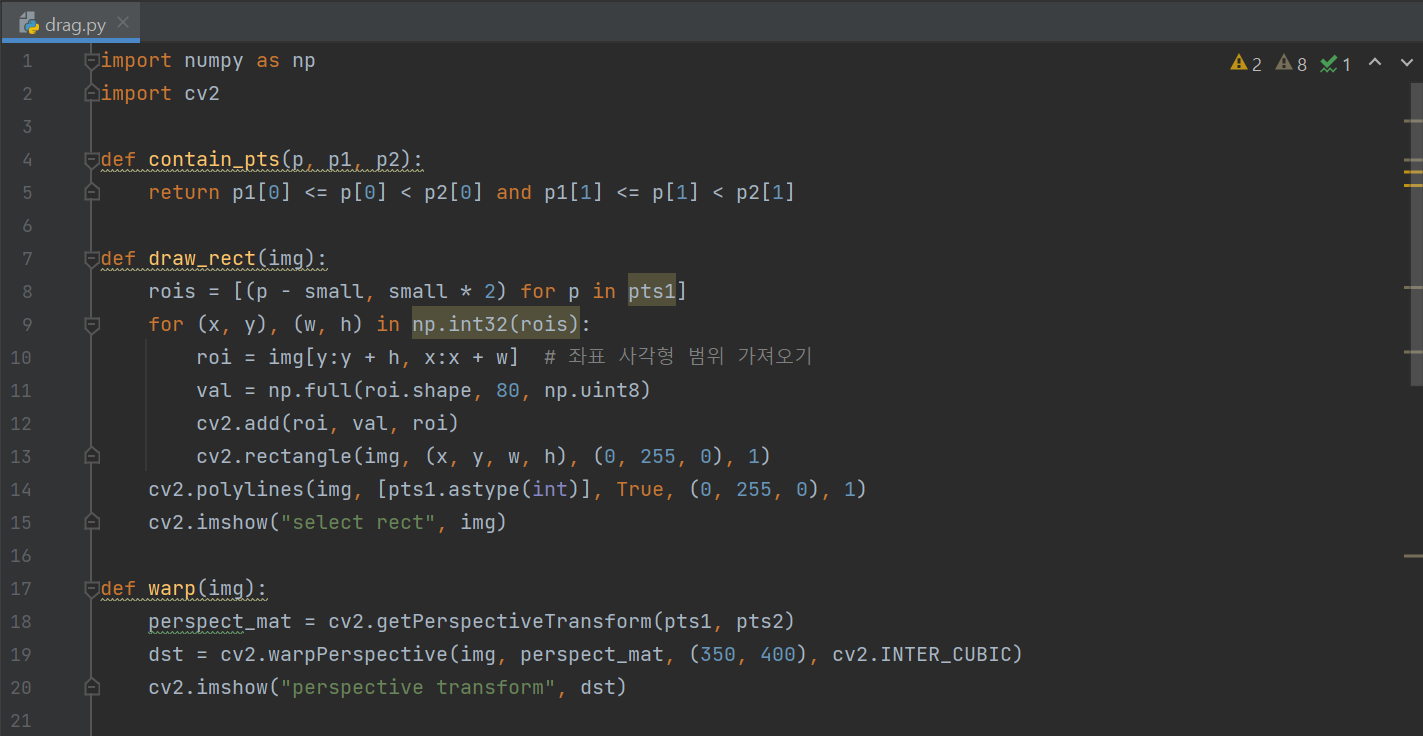 drag.py
2 8 1
1 import numpy as np
2 import cv2
3
4 def contain_pts(p, p1, p2):
5     return p1[0] <= p[0] < p2[0] and p1[1] <= p[1] < p2[1]
6
7 def draw_rect(img):
8     rois = [(p - small, small * 2) for p in pts1]
9     for (x, y), (w, h) in np.int32(rois):
10         roi = img[y:y + h, x:x + w]  # 좌표 사각형 범위 가져오기
11         val = np.full(roi.shape, 80, np.uint8)
12         cv2.add(roi, val, roi)
13         cv2.rectangle(img, (x, y, w, h), (0, 255, 0), 1)
14     cv2.polylines(img, [pts1.astype(int)], True, (0, 255, 0), 1)
15     cv2.imshow("select rect", img)
16
17 def warp(img):
18     perspect_mat = cv2.getPerspectiveTransform(pts1, pts2)
19     dst = cv2.warpPerspective(img, perspect_mat, (350, 400), cv2.INTER_CUBIC)
20     cv2.imshow("perspective transform", dst)
21